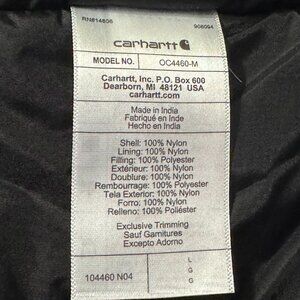 RN#14806 906094
carhartt
MODEL NO. OC4460-M
Carhartt, Inc. P.O. Box 600
Dearborn, MI 48121 USA
carhartt.com
Made in India
Fabriqué en Inde
Hecho en India
Shell: 100% Nylon
Lining: 100% Nylon
Filling: 100% Polyester
Extérieur: 100% Nylon
Doublure: 100% Nylon
Rembourrage: 100% Polyester
Tela Exterior: 100% Nylon
Forro: 100% Nylon
Relleno: 100% Poliéster
Exclusive Trimming
Sauf Garnitures
Excepto Adorno
104460 N04
L
G
G